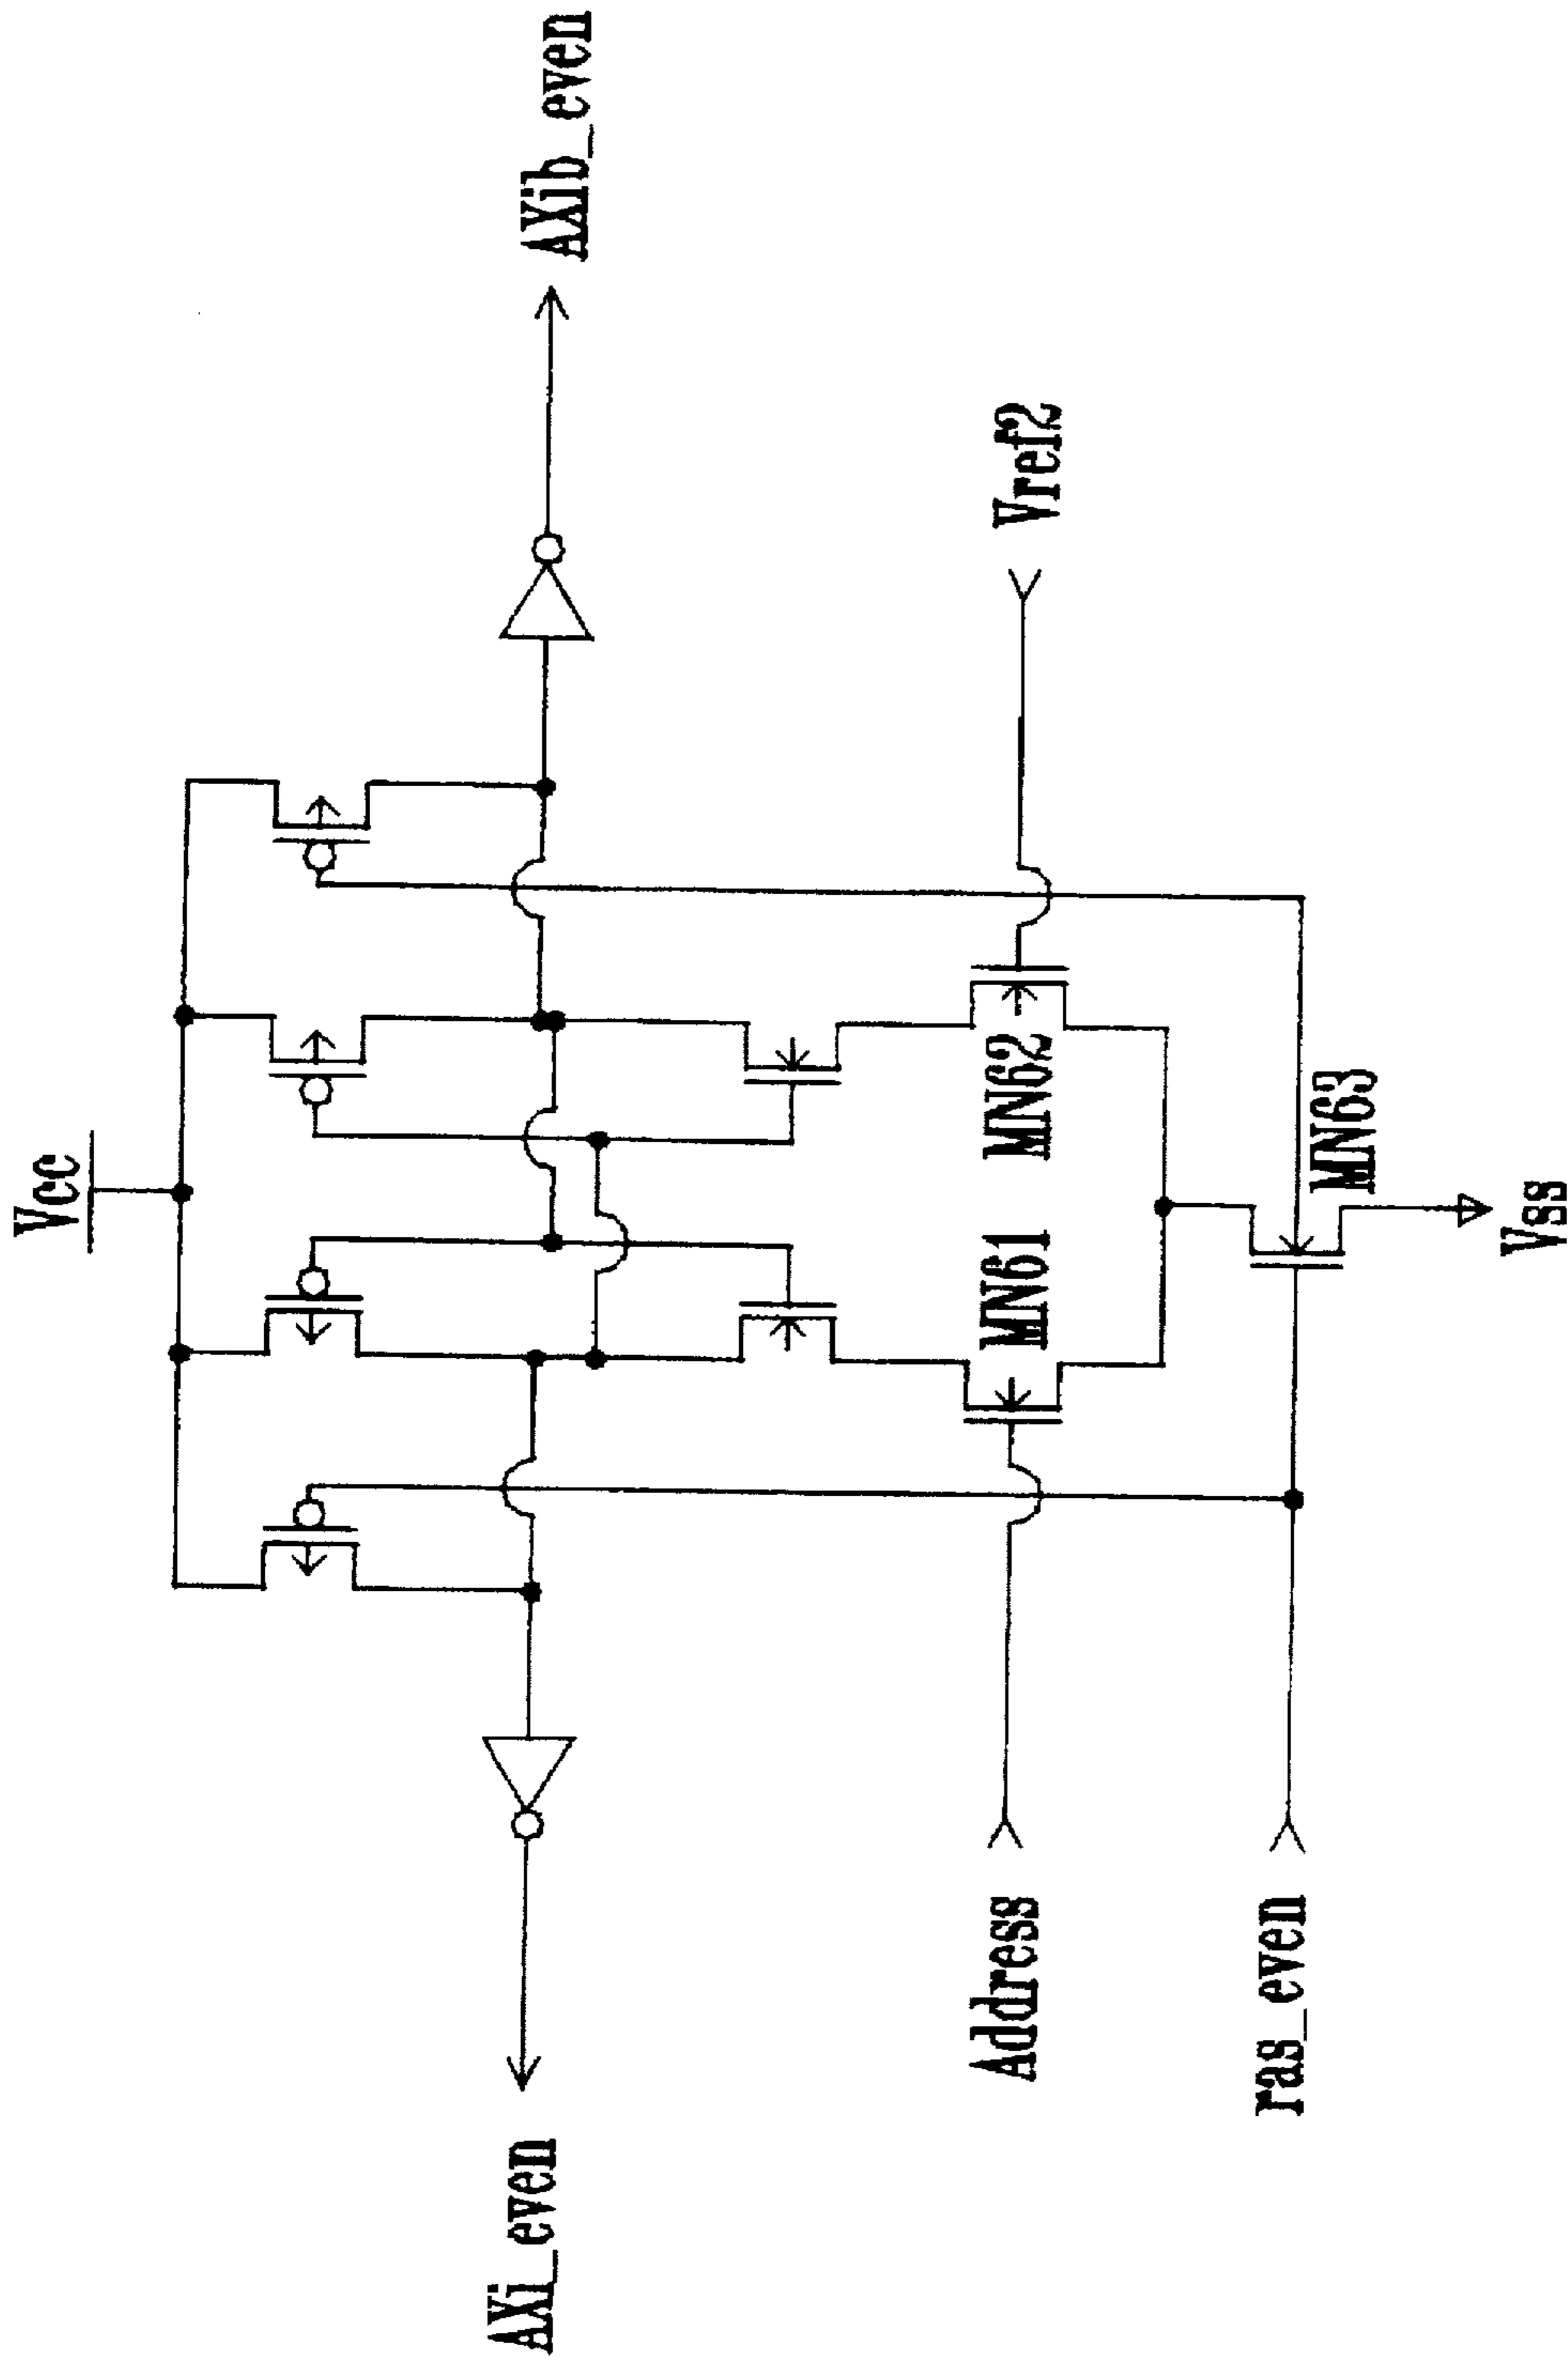 Vcc
AXi_even
AXib_even
Address
MN61
MN62
Vref2
ras_even
MN63
Vss